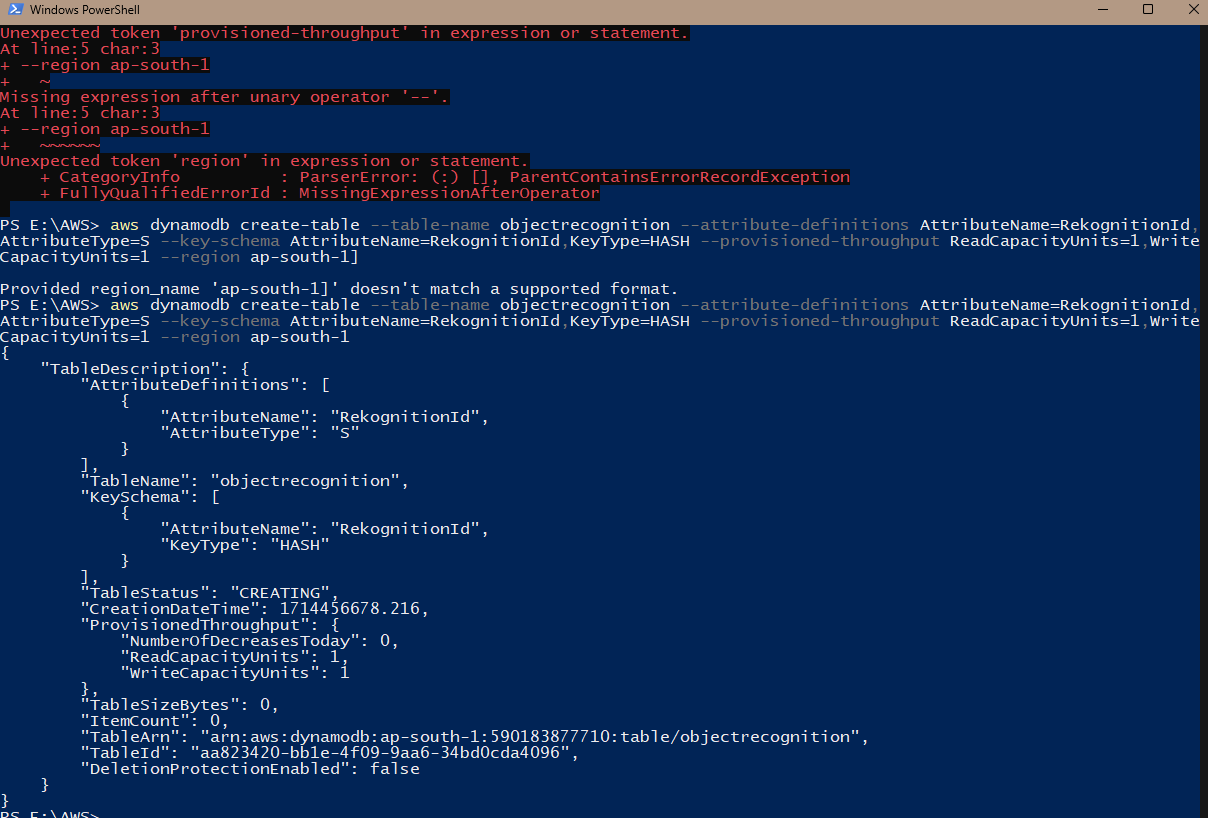 Windows PowerShell
Unexpected token 'provisioned-throughput' in expression or statement.
At line:5 char:3
+ --region ap-south-1
+   ~
Missing expression after unary operator '--'.
At line:5 char:3
+ --region ap-south-1
+   ~~~~~~
Unexpected token 'region' in expression or statement.
    + CategoryInfo          : ParserError: (:) [], ParentContainsErrorRecordException
    + FullyQualifiedErrorId : MissingExpressionAfterOperator
PS E:\AWS> aws dynamodb create-table --table-name objectrecognition --attribute-definitions AttributeName=RekognitionId,
AttributeType=S --key-schema AttributeName=RekognitionId,KeyType=HASH --provisioned-throughput ReadCapacityUnits=1,Write
CapacityUnits=1 --region ap-south-1]
Provided region_name 'ap-south-1]' doesn't match a supported format.
PS E:\AWS> aws dynamodb create-table --table-name objectrecognition --attribute-definitions AttributeName=RekognitionId,
AttributeType=S --key-schema AttributeName=RekognitionId,KeyType=HASH --provisioned-throughput ReadCapacityUnits=1,Write
CapacityUnits=1 --region ap-south-1
{
    "TableDescription": {
        "AttributeDefinitions": [
            {
                "AttributeName": "RekognitionId",
                "AttributeType": "S"
            }
        ],
        "TableName": "objectrecognition",
        "KeySchema": [
            {
                "AttributeName": "RekognitionId",
                "KeyType": "HASH"
            }
        ],
        "TableStatus": "CREATING",
        "CreationDateTime": 1714456678.216,
        "ProvisionedThroughput": {
            "NumberOfDecreasesToday": 0,
            "ReadCapacityUnits": 1,
            "WriteCapacityUnits": 1
        },
        "TableSizeBytes": 0,
        "ItemCount": 0,
        "TableArn": "arn:aws:dynamodb:ap-south-1:590183877710:table/objectrecognition",
        "TableId": "aa823420-bb1e-4f09-9aa6-34bd0cda4096",
        "DeletionProtectionEnabled": false
    }
}
PS E:\AWS>